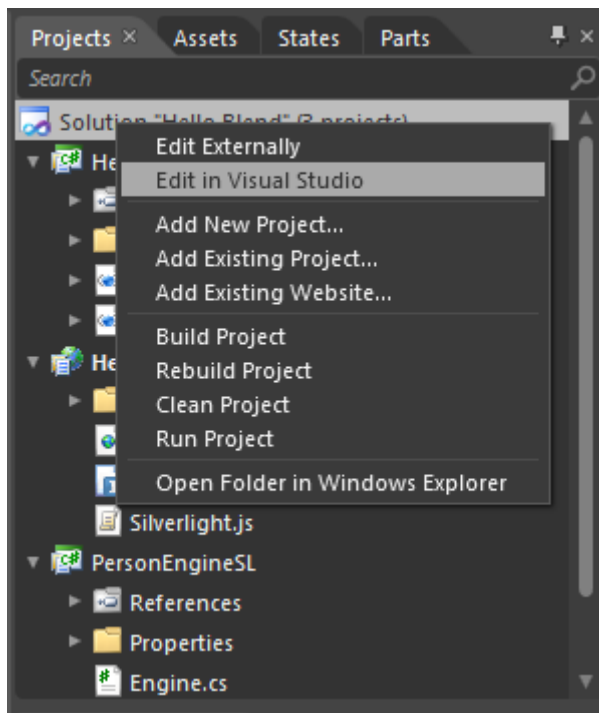 Projects × Assets States Parts
Search
Solution "Hello Blend" (3 projects)
Edit Externally
He
Edit in Visual Studio
Add New Project...
Add Existing Project...
Add Existing Website...
Build Project
He
Rebuild Project
Clean Project
Run Project
Open Folder in Windows Explorer
Silverlight.js
PersonEngineSL
References
Properties
Engine.cs